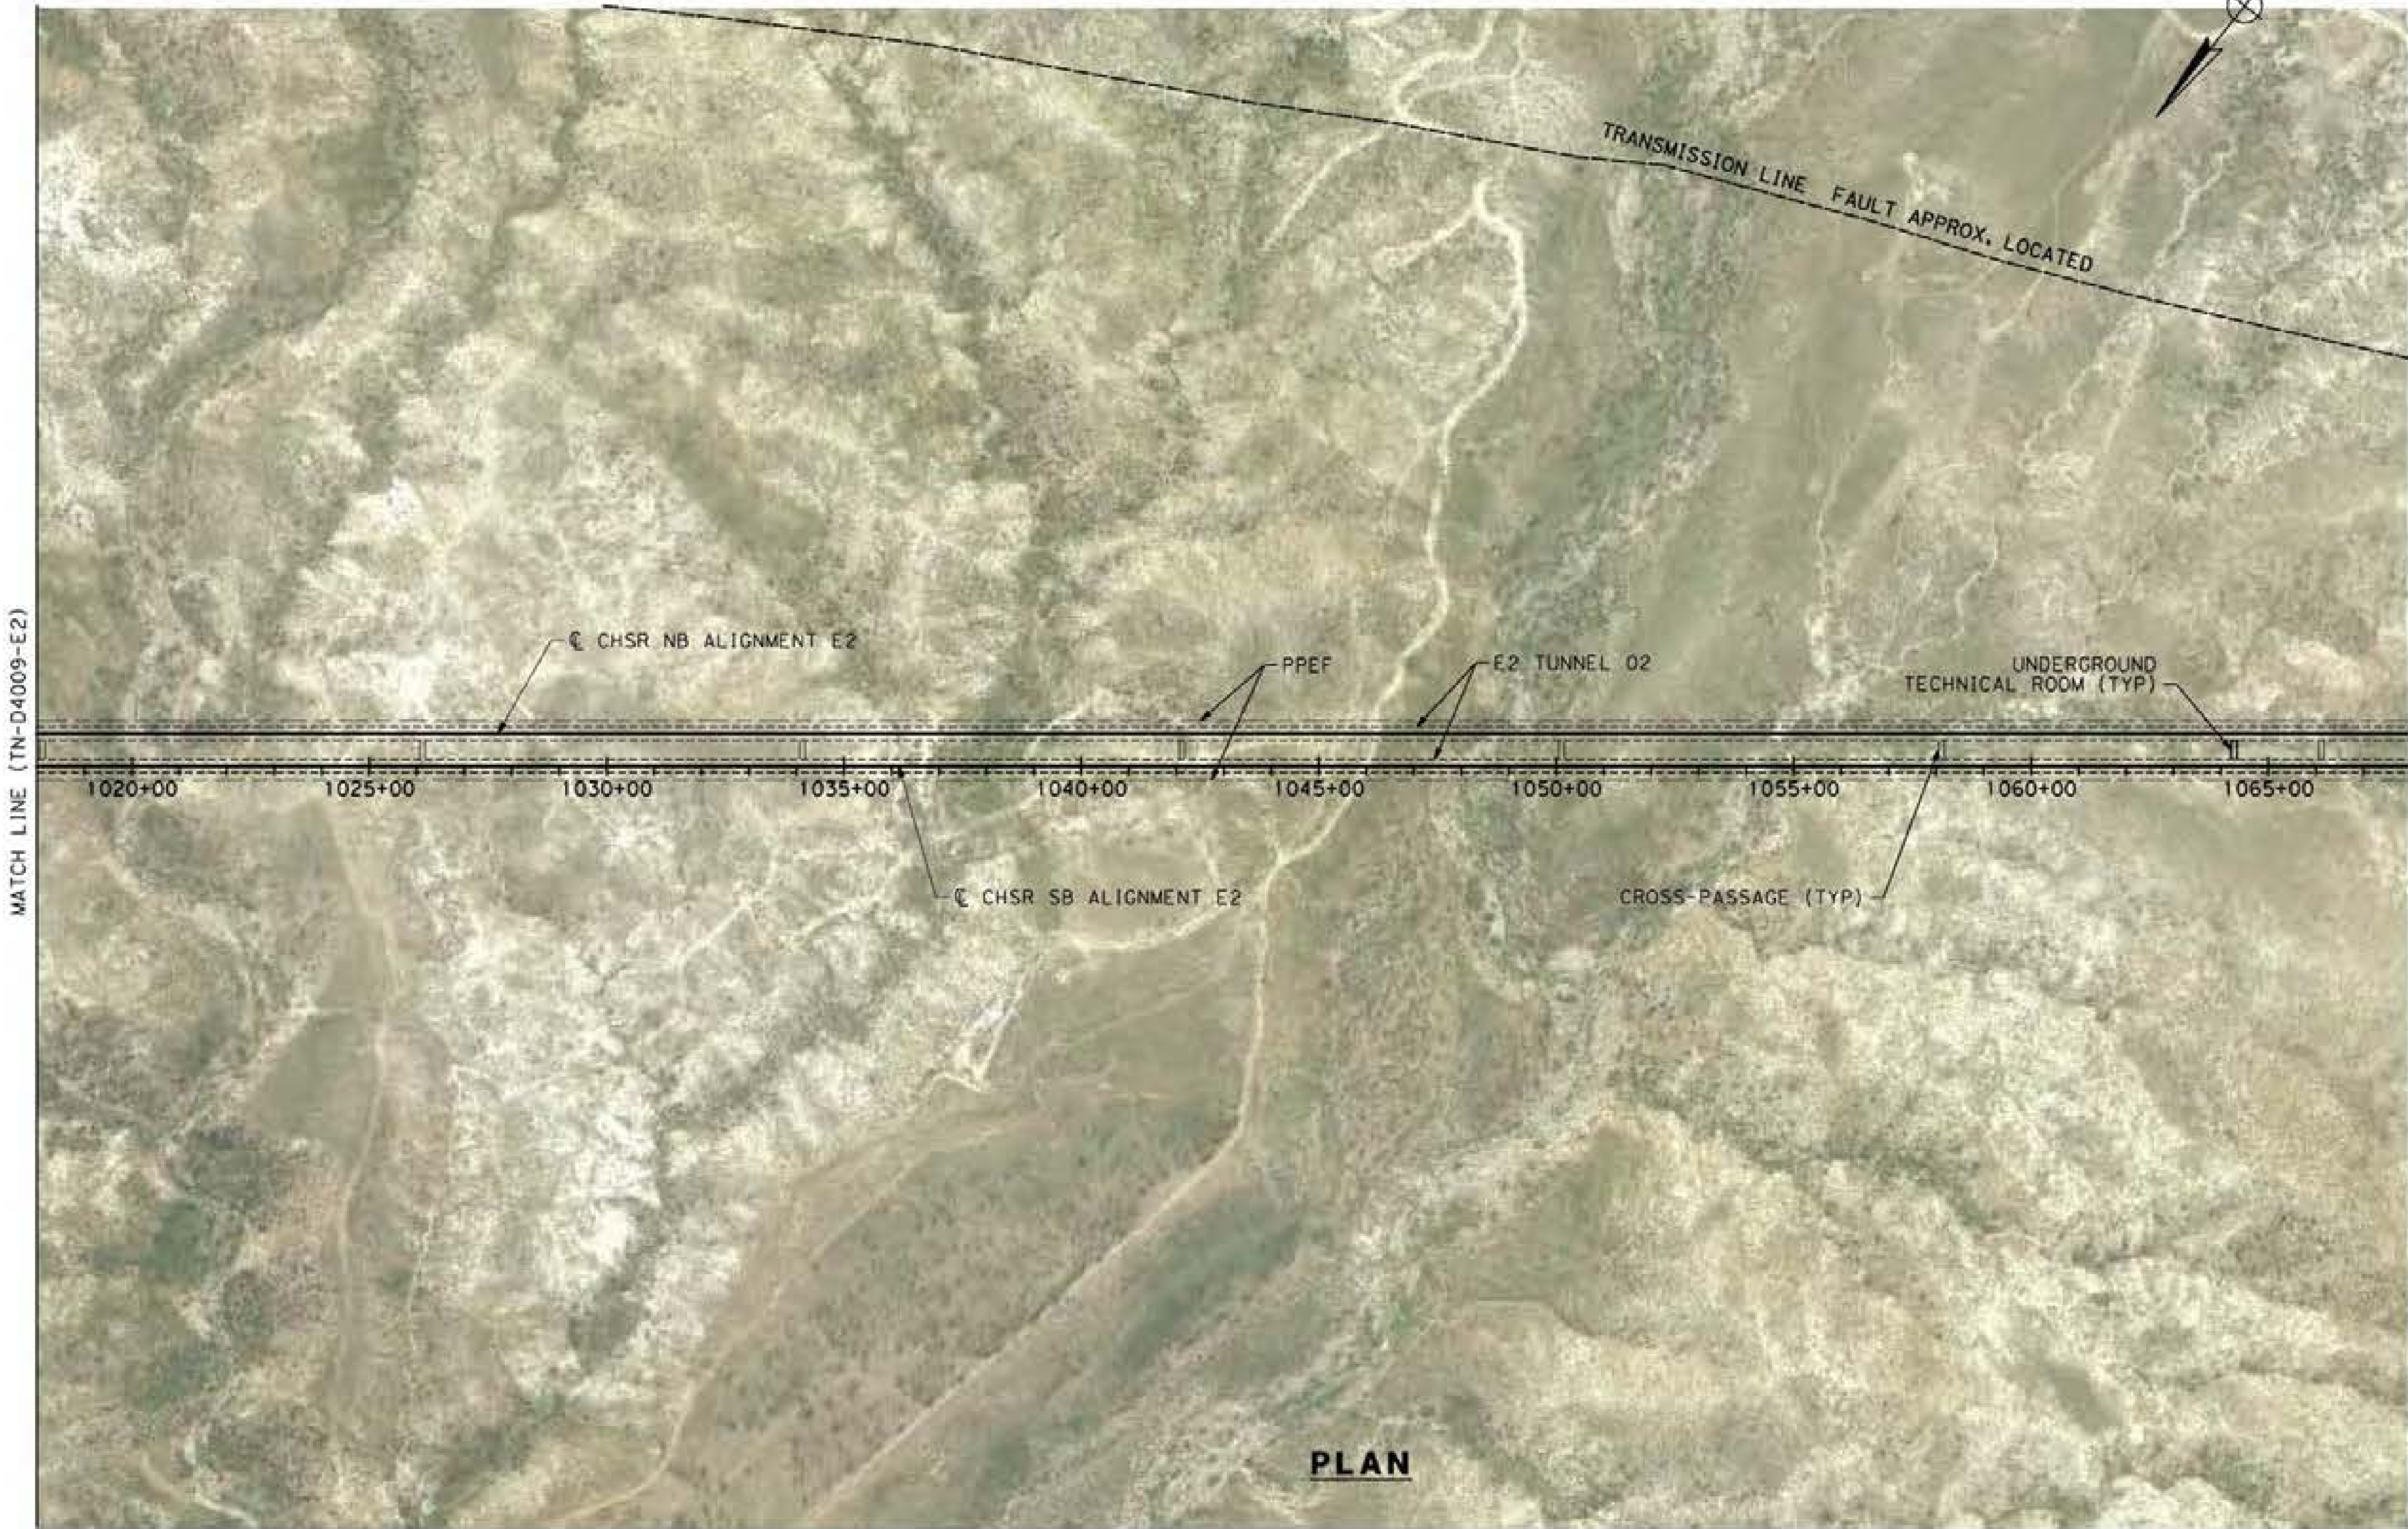 TRANSMISSION LINE FAULT APPROX. LOCATED
MATCH LINE (TN-D4009-E2)
℄ CHSR NB ALIGNMENT E2
PPEF
E2 TUNNEL 02
UNDERGROUND
TECHNICAL ROOM (TYP)
1020+00 1025+00 1030+00 1035+00 1040+00 1045+00 1050+00 1055+00 1060+00 1065+00
℄ CHSR SB ALIGNMENT E2
CROSS-PASSAGE (TYP)
PLAN